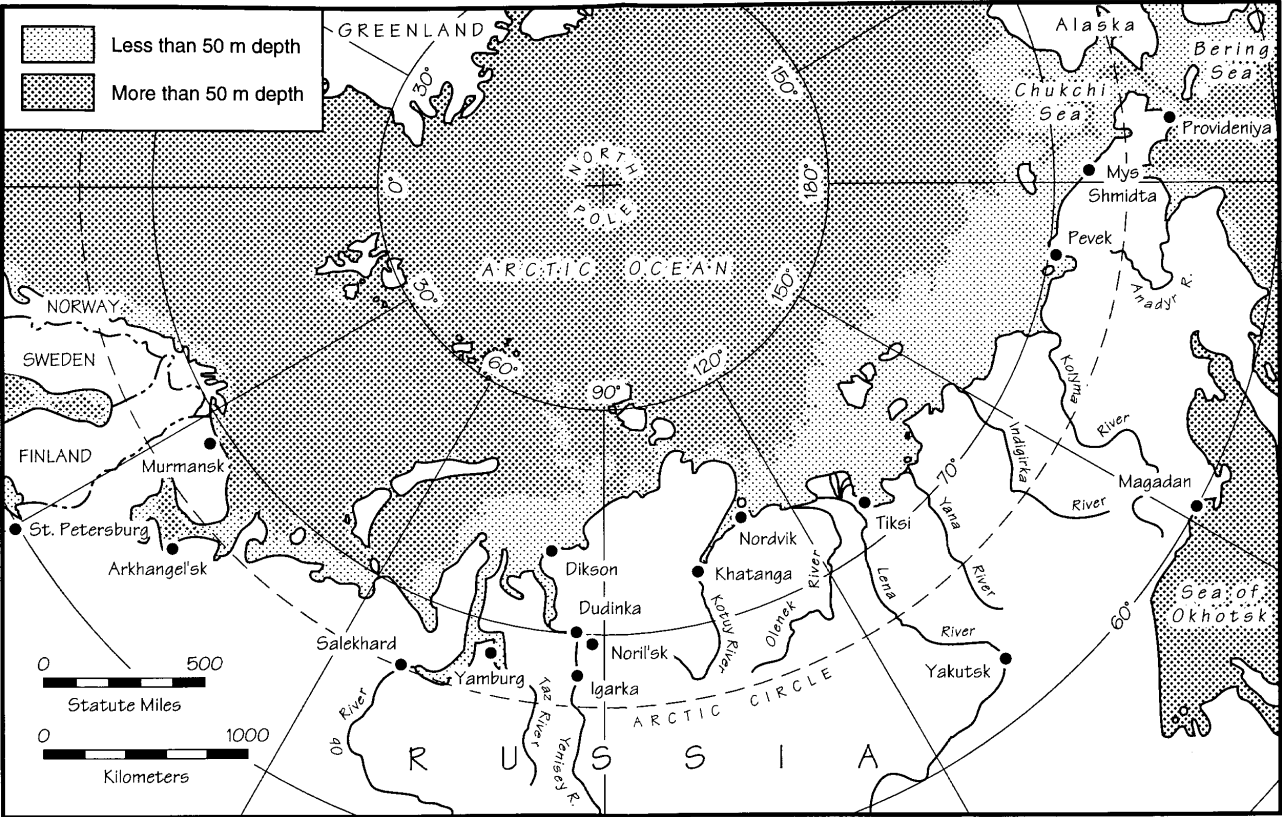 Less than 50 m depth
More than 50 m depth
GREENLAND
Alaska
Bering
Sea
Chukchi
Sea
Provideniya
30°
150°
NORTH
POLE
0°
180°
Mys
Shmidta
Pevek
Anadyr R.
ARCTIC OCEAN
30°
150°
60°
90°
120°
NORWAY
SWEDEN
FINLAND
Murmansk
St. Petersburg
Arkhangel'sk
Kolyma
River
Indigirka
River
Magadan
70°
Yana
River
Tiksi
Nordvik
Dikson
Khatanga
Kotuy River
Olenek River
Lena
River
Yakutsk
60°
Sea of
Okhotsk
Dudinka
Noril'sk
Igarka
Salekhard
Yamburg
Taz River
Yenisey R.
River
ARCTIC CIRCLE
RUSSIA
0 500
Statute Miles
0 1000
Kilometers